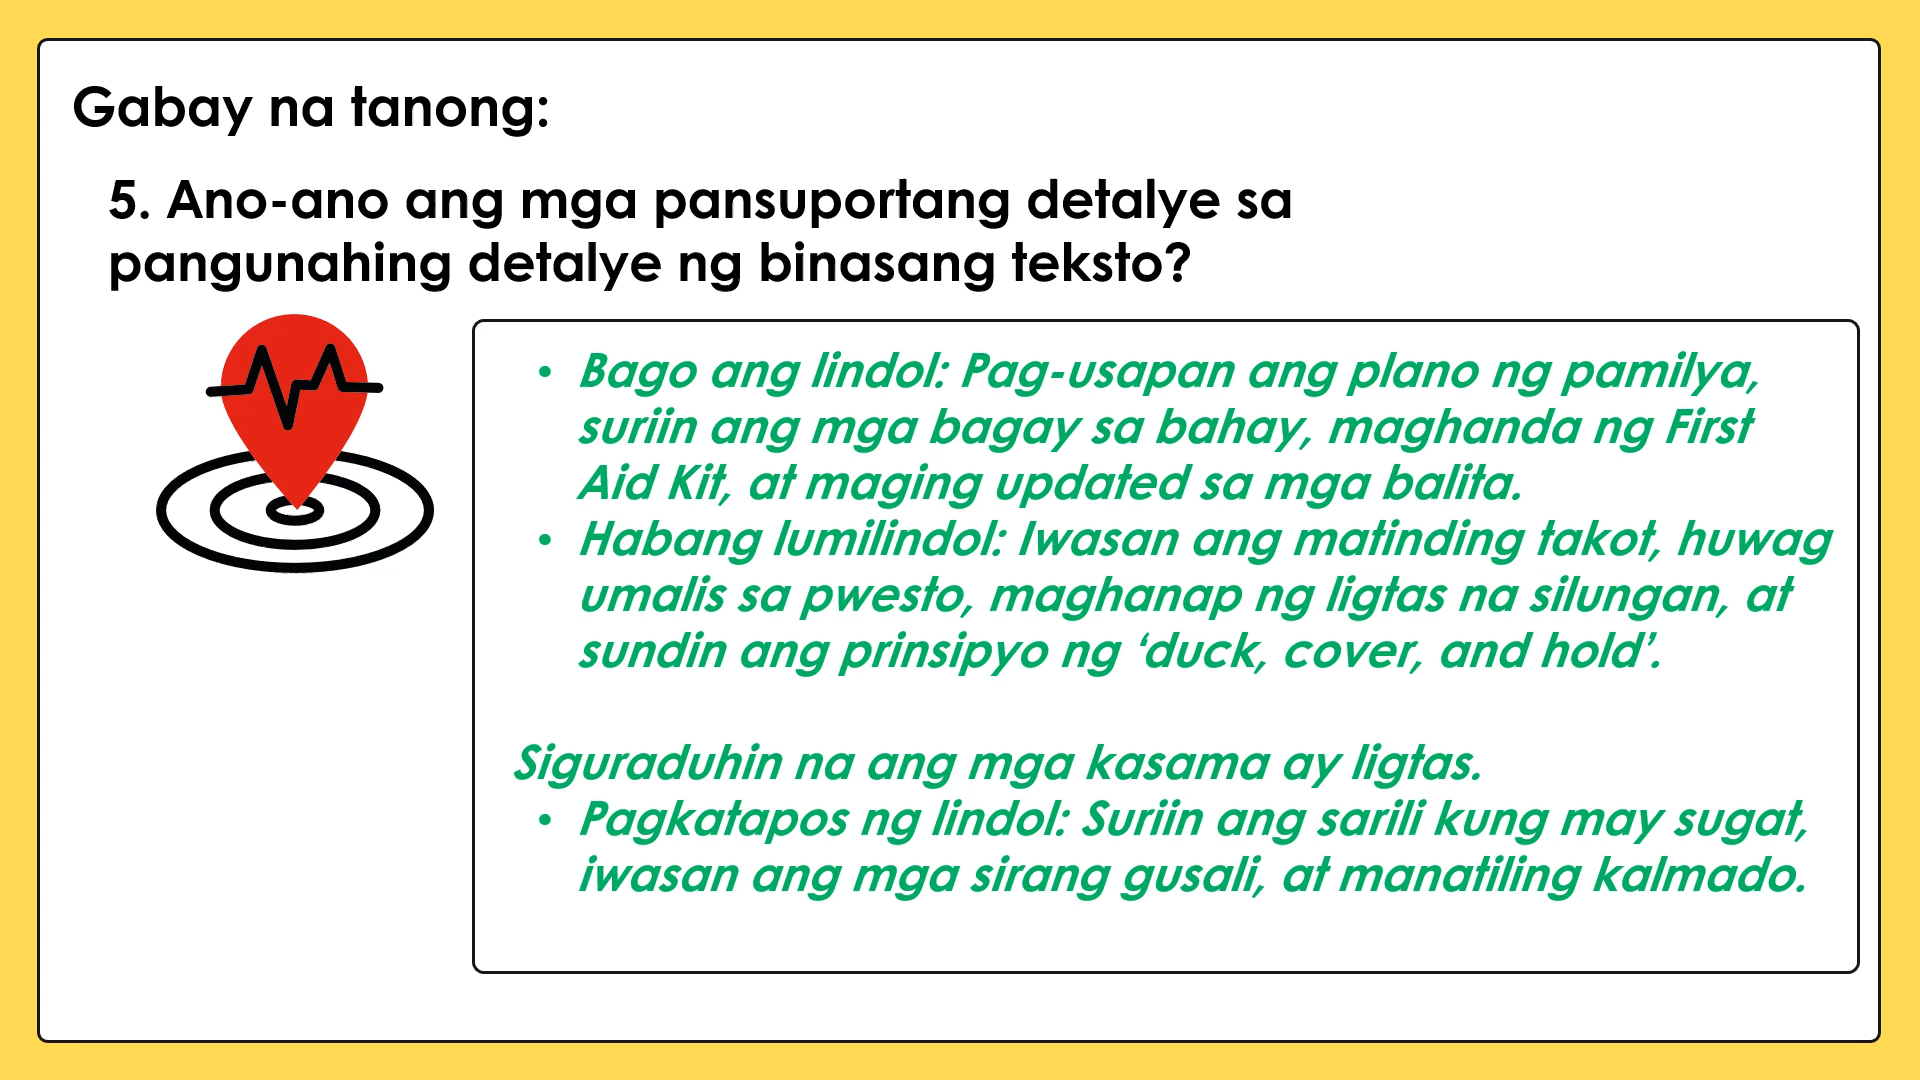 Gabay na tanong:
5. Ano-ano ang mga pansuportang detalye sa
pangunahing detalye ng binasang teksto?
• Bago ang lindol: Pag-usapan ang plano ng pamilya,
suriin ang mga bagay sa bahay, maghanda ng First
Aid Kit, at maging updated sa mga balita.
• Habang lumilindol: Iwasan ang matinding takot, huwag
umalis sa pwesto, maghanap ng ligtas na silungan, at
sundin ang prinsipyo ng ‘duck, cover, and hold’.
Siguraduhin na ang mga kasama ay ligtas.
• Pagkatapos ng lindol: Suriin ang sarili kung may sugat,
iwasan ang mga sirang gusali, at manatiling kalmado.